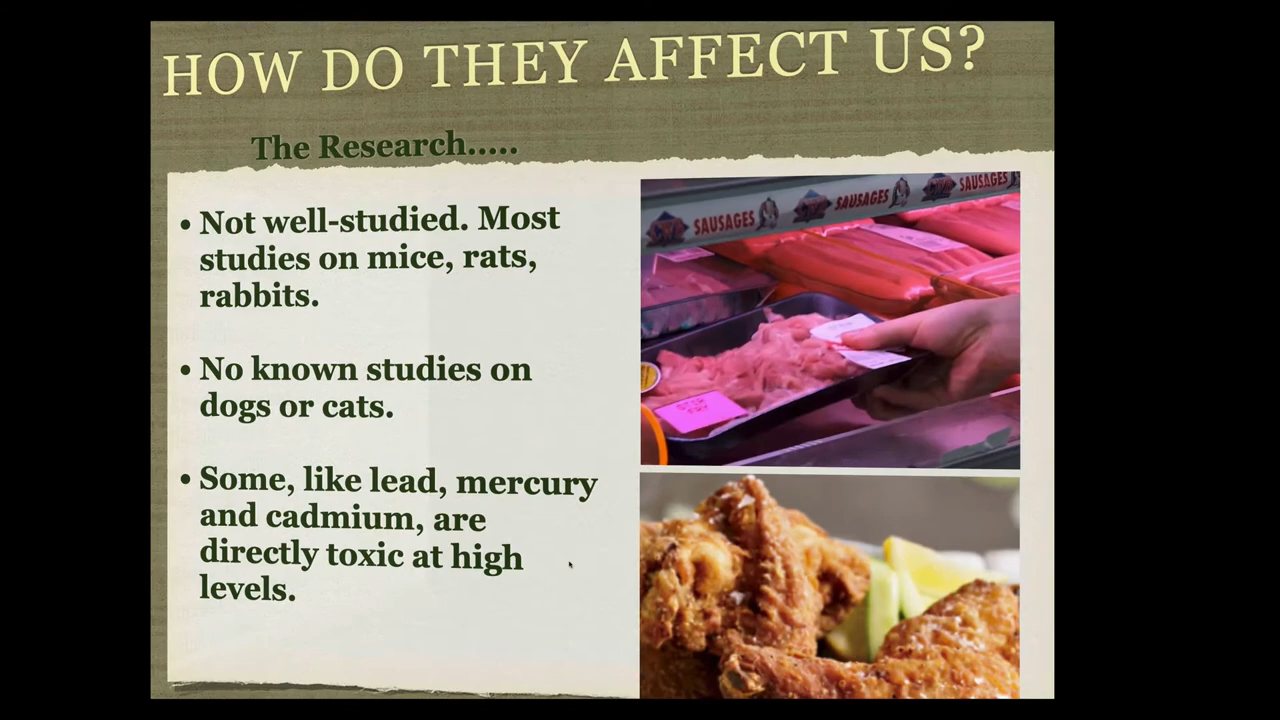 HOW DO THEY AFFECT US?
The Research.....
• Not well-studied. Most
studies on mice, rats,
rabbits.
• No known studies on
dogs or cats.
• Some, like lead, mercury
and cadmium, are
directly toxic at high
levels.
SAUSAGES
SAUSAGES
SAUSAGES
STIR
FRY